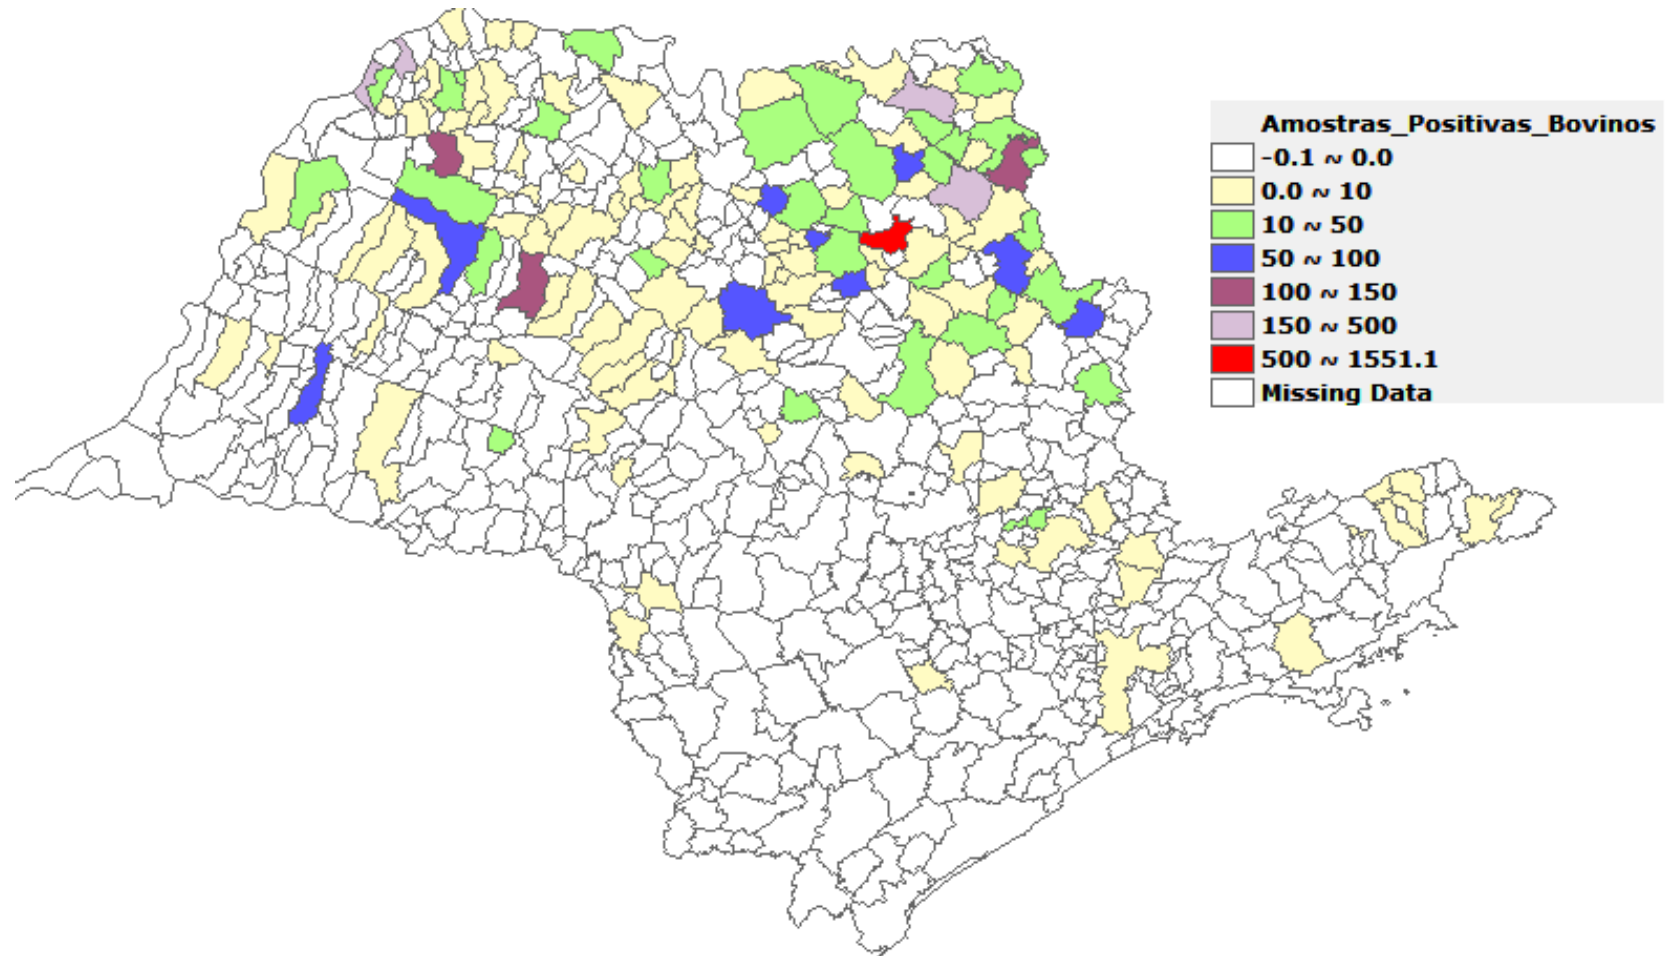 Amostras_Positivas_Bovinos
-0.1 ~ 0.0
0.0 ~ 10
10 ~ 50
50 ~ 100
100 ~ 150
150 ~ 500
500 ~ 1551.1
Missing Data